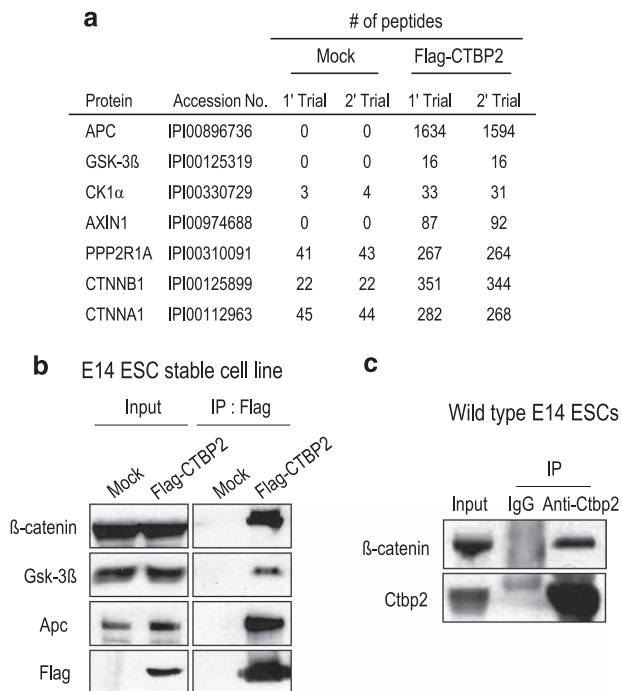 a
# of peptides
Mock Flag-CTBP2
Protein Accession No. 1' Trial 2' Trial 1' Trial 2' Trial
APC IPI00896736 0 0 1634 1594
GSK-3ß IPI00125319 0 0 16 16
CK1α IPI00330729 3 4 33 31
AXIN1 IPI00974688 0 0 87 92
PPP2R1A IPI00310091 41 43 267 264
CTNNB1 IPI00125899 22 22 351 344
CTNNA1 IPI00112963 45 44 282 268
b E14 ESC stable cell line
Input IP : Flag
Mock Flag-CTBP2 Mock Flag-CTBP2
ß-catenin
Gsk-3ß
Apc
Flag
c
Wild type E14 ESCs
IP
Input IgG Anti-Ctbp2
ß-catenin
Ctbp2